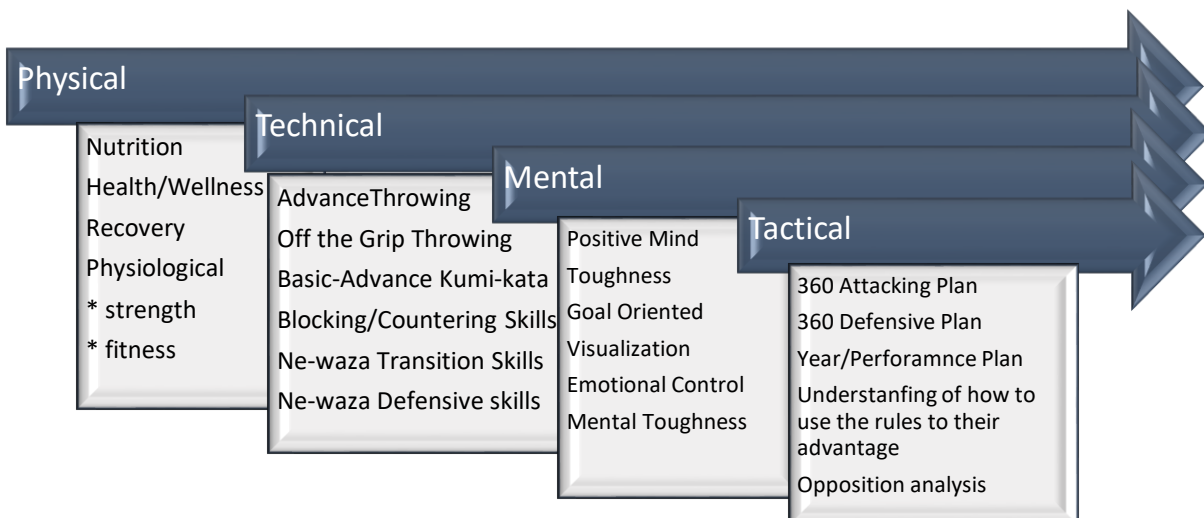 Physical
Nutrition
Health/Wellness
Recovery
Physiological
* strength
* fitness
Technical
AdvanceThrowing
Off the Grip Throwing
Basic-Advance Kumi-kata
Blocking/Countering Skills
Ne-waza Transition Skills
Ne-waza Defensive skills
Mental
Positive Mind
Toughness
Goal Oriented
Visualization
Emotional Control
Mental Toughness
Tactical
360 Attacking Plan
360 Defensive Plan
Year/Perforamnce Plan
Understanfing of how to
use the rules to their
advantage
Opposition analysis